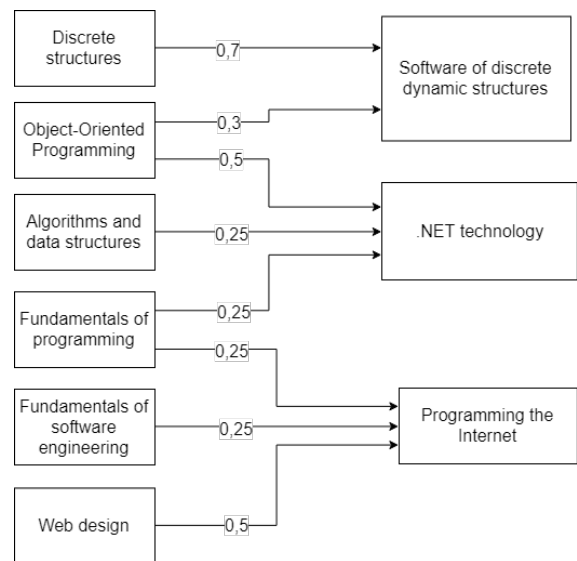 Discrete
structures
0,7
Software of discrete
dynamic structures
Object-Oriented
Programming
0,3
0,5
Algorithms and
data structures
0,25
.NET technology
Fundamentals of
programming
0,25
0,25
Fundamentals of
software
engineering
0,25
Programming the
Internet
Web design
0,5